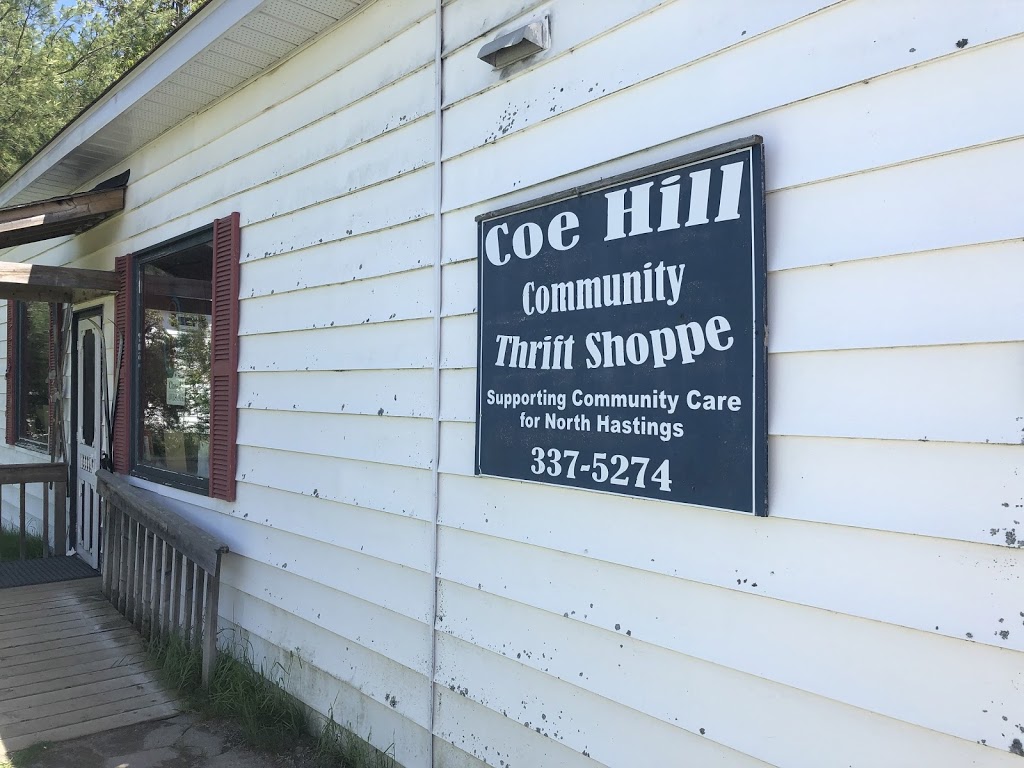 Coe Hill
Community
Thrift Shoppe
Supporting Community Care
for North Hastings
337-5274